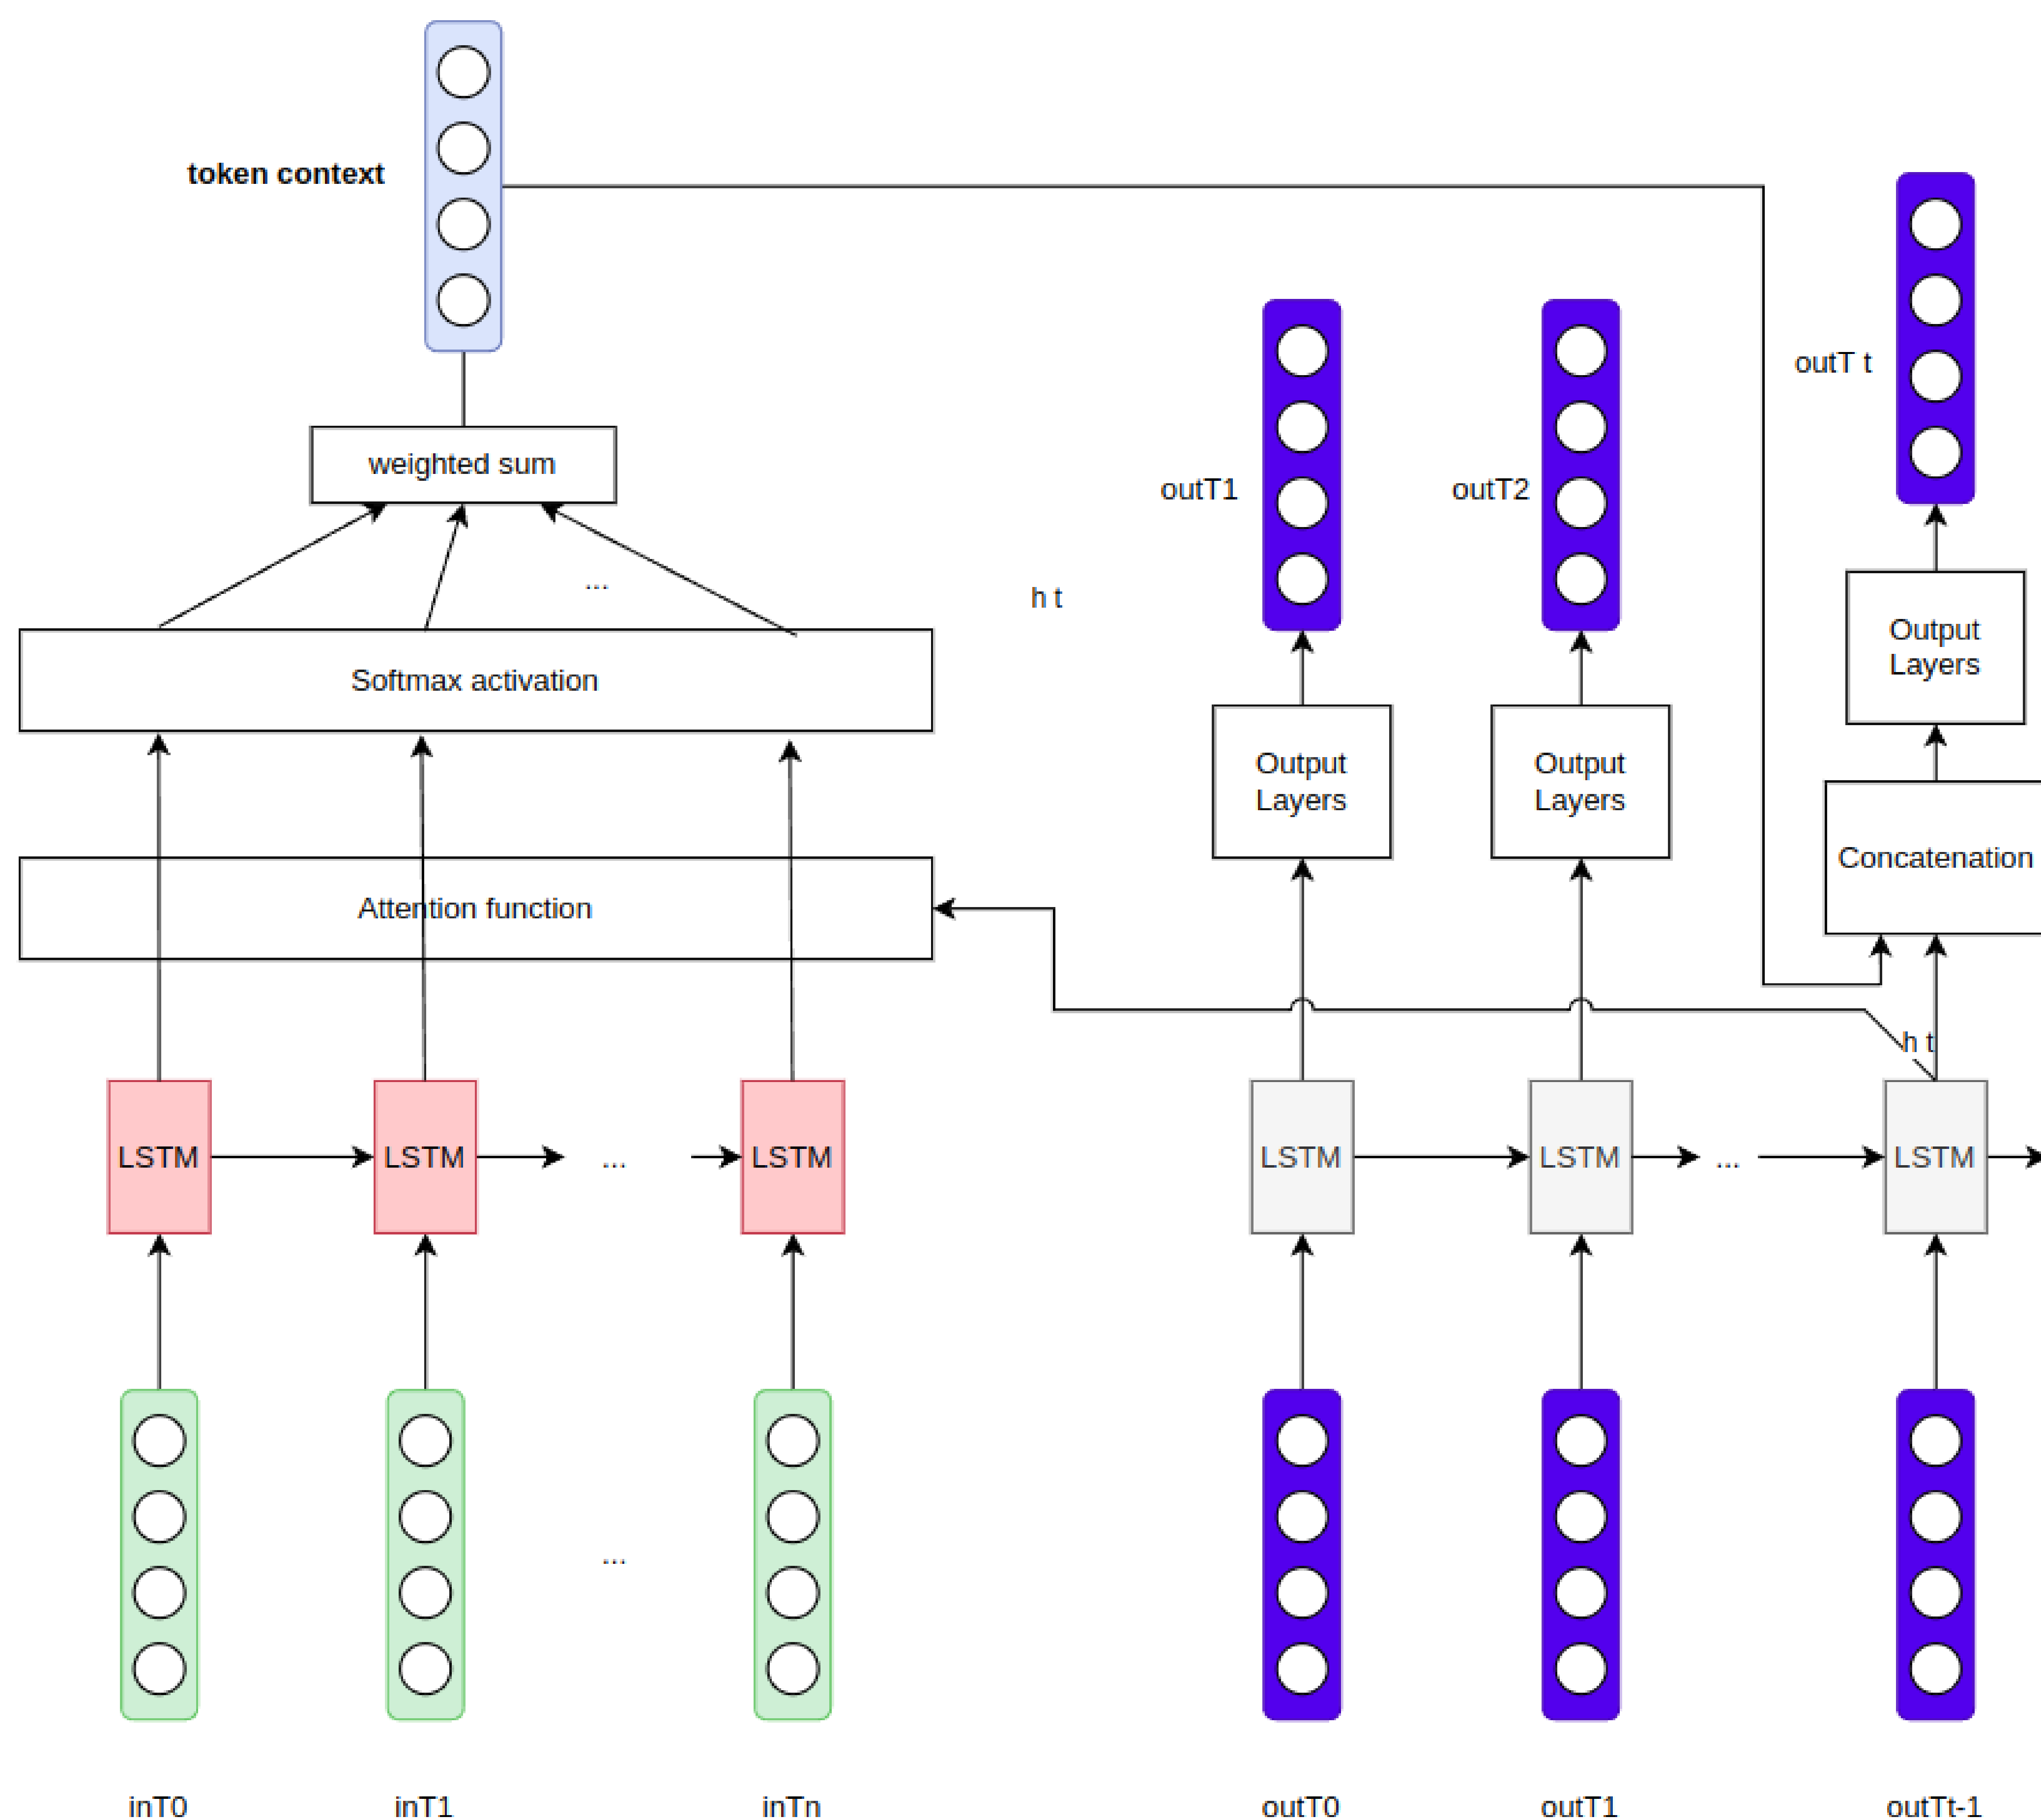 token context
outT t
weighted sum
outT1
outT2
...
h t
Output
Layers
Softmax activation
Output
Layers
Output
Layers
Concatenation
Attention function
h t
LSTM
LSTM
...
LSTM
LSTM
LSTM
...
LSTM
...
inT0
inT1
inTn
outT0
outT1
outTt-1